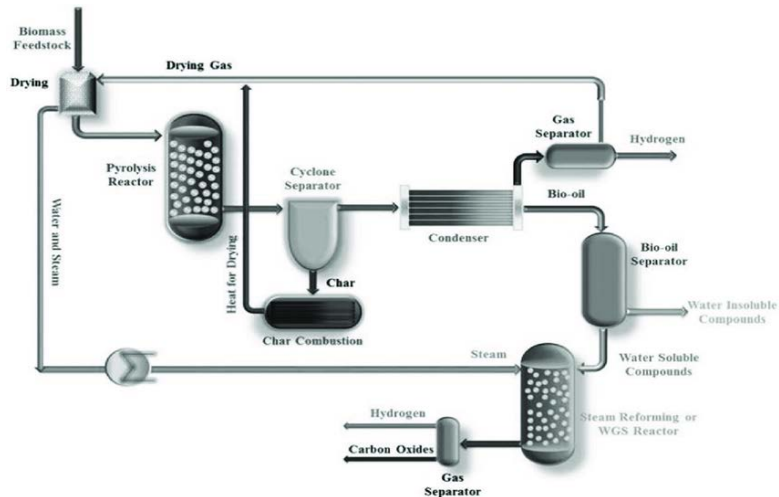 Biomass
Feedstock
Drying Gas
Drying
Gas
Separator
Hydrogen
Pyrolysis
Reactor
Cyclone
Separator
Bio-oil
Condenser
Water and Steam
Heat for Drying
Bio-oil
Separator
Char
Water Insoluble
Compounds
Char Combustion
Steam
Water Soluble
Compounds
Hydrogen
Steam Reforming or
WGS Reactor
Carbon Oxides
Gas
Separator